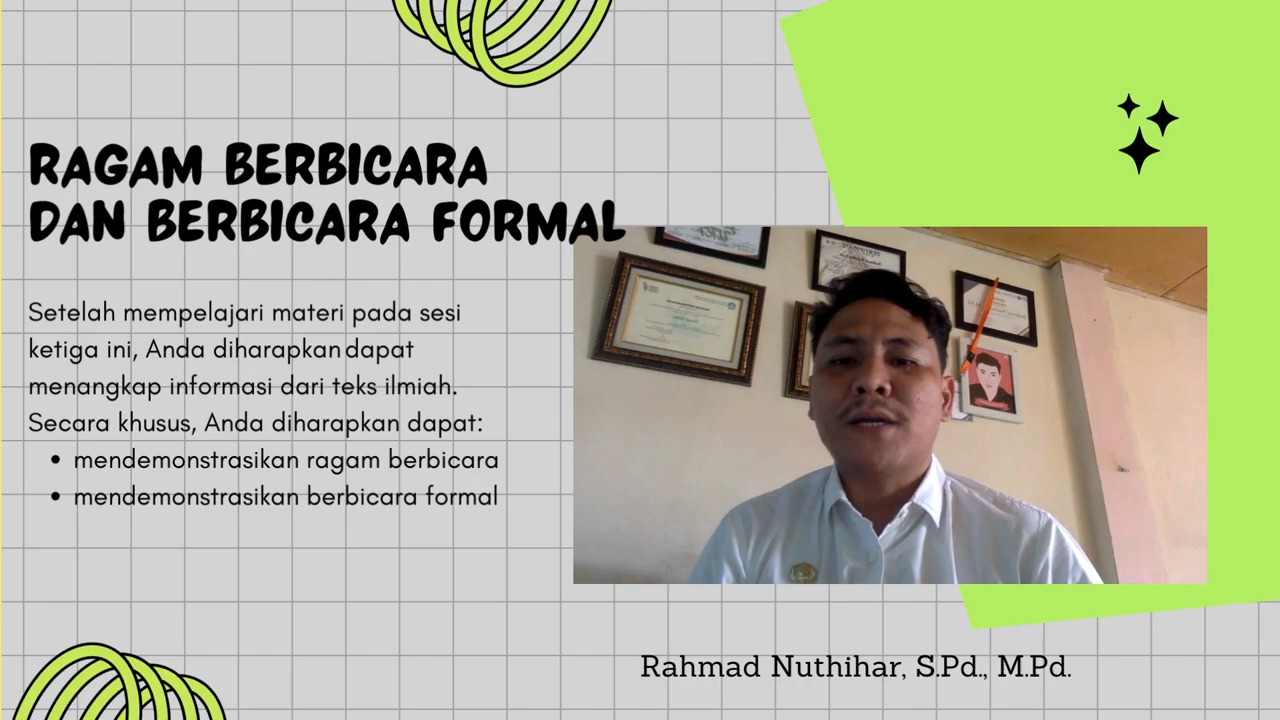 RAGAM BERBICARA
DAN BERBICARA FORMAL
Setelah mempelajari materi pada sesi
ketiga ini, Anda diharapkan dapat
menangkap informasi dari teks ilmiah.
Secara khusus, Anda diharapkan dapat:
• mendemonstrasikan ragam berbicara
• mendemonstrasikan berbicara formal
Rahmad Nuthihar, S.Pd., M.Pd.